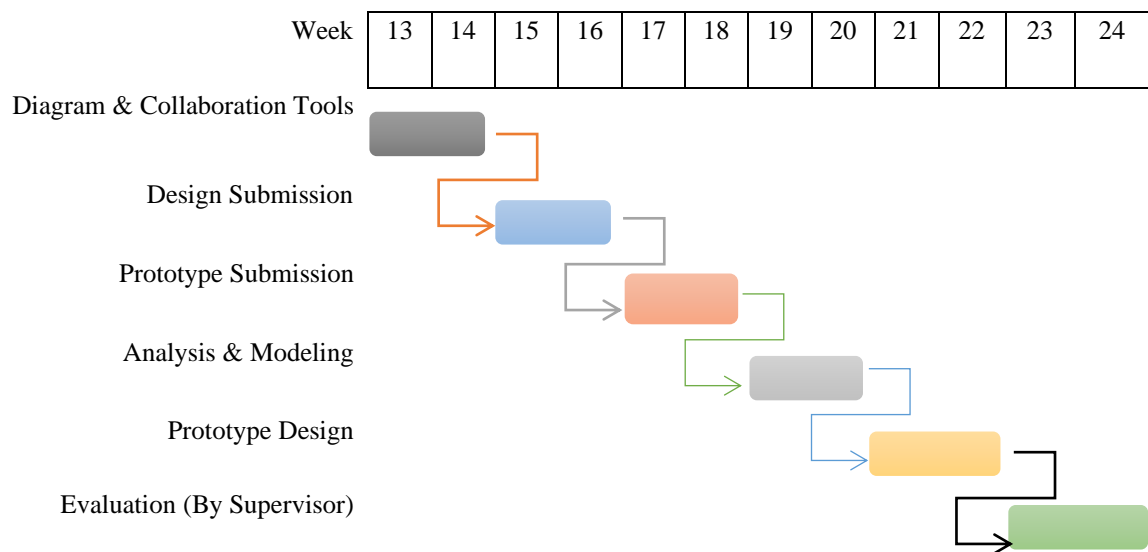 Week 13 14 15 16 17 18 19 20 21 22 23 24
Diagram & Collaboration Tools
Design Submission
Prototype Submission
Analysis & Modeling
Prototype Design
Evaluation (By Supervisor)